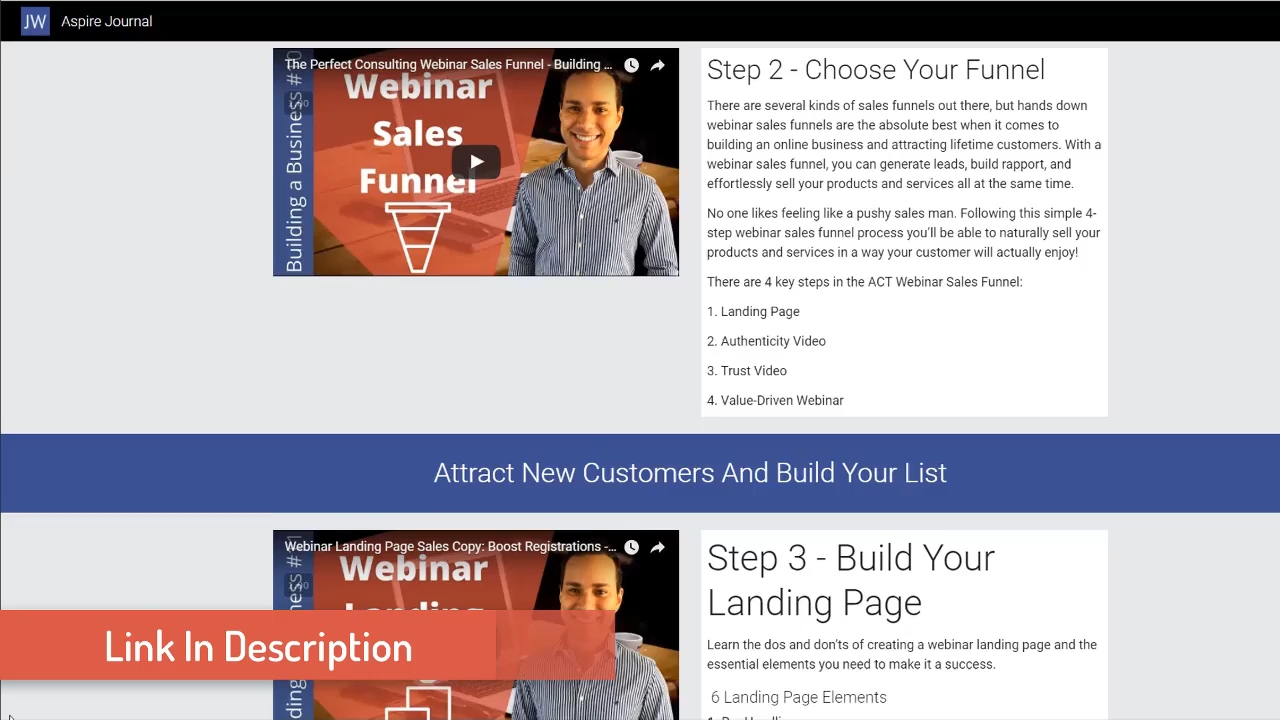 JW Aspire Journal
The Perfect Consulting Webinar Sales Funnel - Building ...
Building a Business #10
Webinar
Sales
Funnel
Step 2 - Choose Your Funnel
There are several kinds of sales funnels out there, but hands down
webinar sales funnels are the absolute best when it comes to
building an online business and attracting lifetime customers. With a
webinar sales funnel, you can generate leads, build rapport, and
effortlessly sell your products and services all at the same time.
No one likes feeling like a pushy sales man. Following this simple 4-
step webinar sales funnel process you'll be able to naturally sell your
products and services in a way your customer will actually enjoy!
There are 4 key steps in the ACT Webinar Sales Funnel:
1. Landing Page
2. Authenticity Video
3. Trust Video
4. Value-Driven Webinar
Attract New Customers And Build Your List
Webinar Landing Page Sales Copy: Boost Registrations -...
Webinar
Landing
Step 3 - Build Your
Landing Page
Learn the dos and don'ts of creating a webinar landing page and the
essential elements you need to make it a success.
6 Landing Page Elements
Link In Description